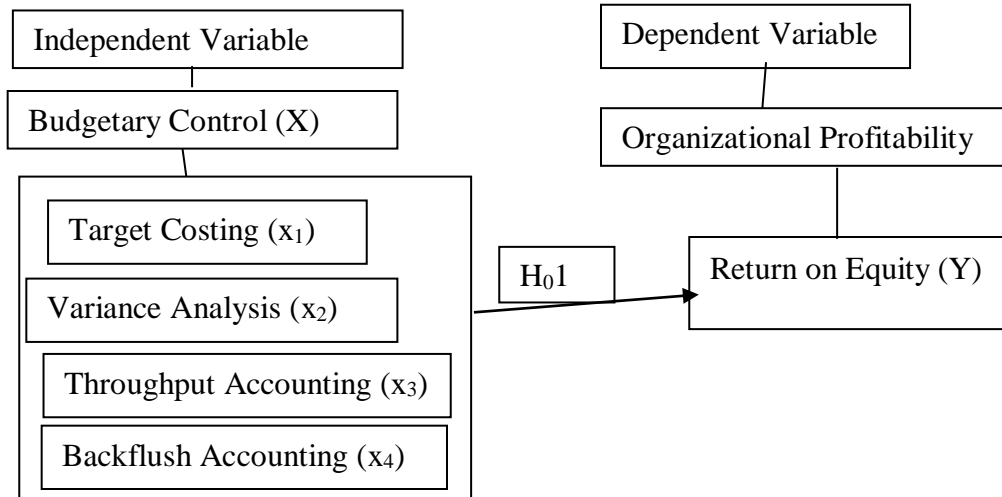 Independent Variable
Dependent Variable
Budgetary Control (X)
Organizational Profitability
Target Costing (x₁)
H₀1
Return on Equity (Y)
Variance Analysis (x₂)
Throughput Accounting (x₃)
Backflush Accounting (x₄)